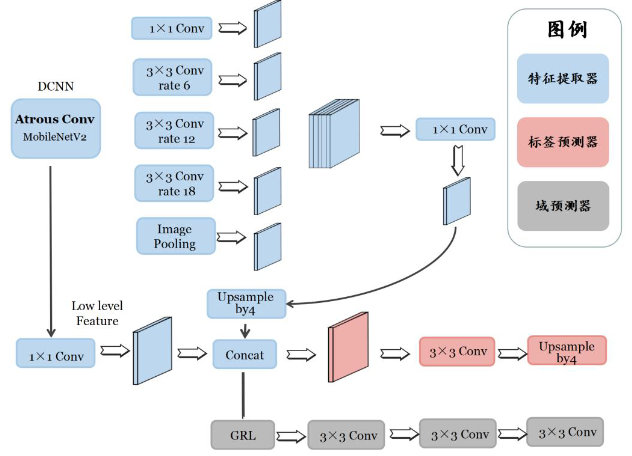 1×1 Conv
DCNN
Atrous Conv
MobileNetV2
3×3 Conv
rate 6
3×3 Conv
rate 12
3×3 Conv
rate 18
Image
Pooling
1×1 Conv
图例
特征提取器
标签预测器
域预测器
Upsample
by4
Low level
Feature
1×1 Conv
Concat
3×3 Conv
Upsample
by4
GRL
3×3 Conv
3×3 Conv
3×3 Conv